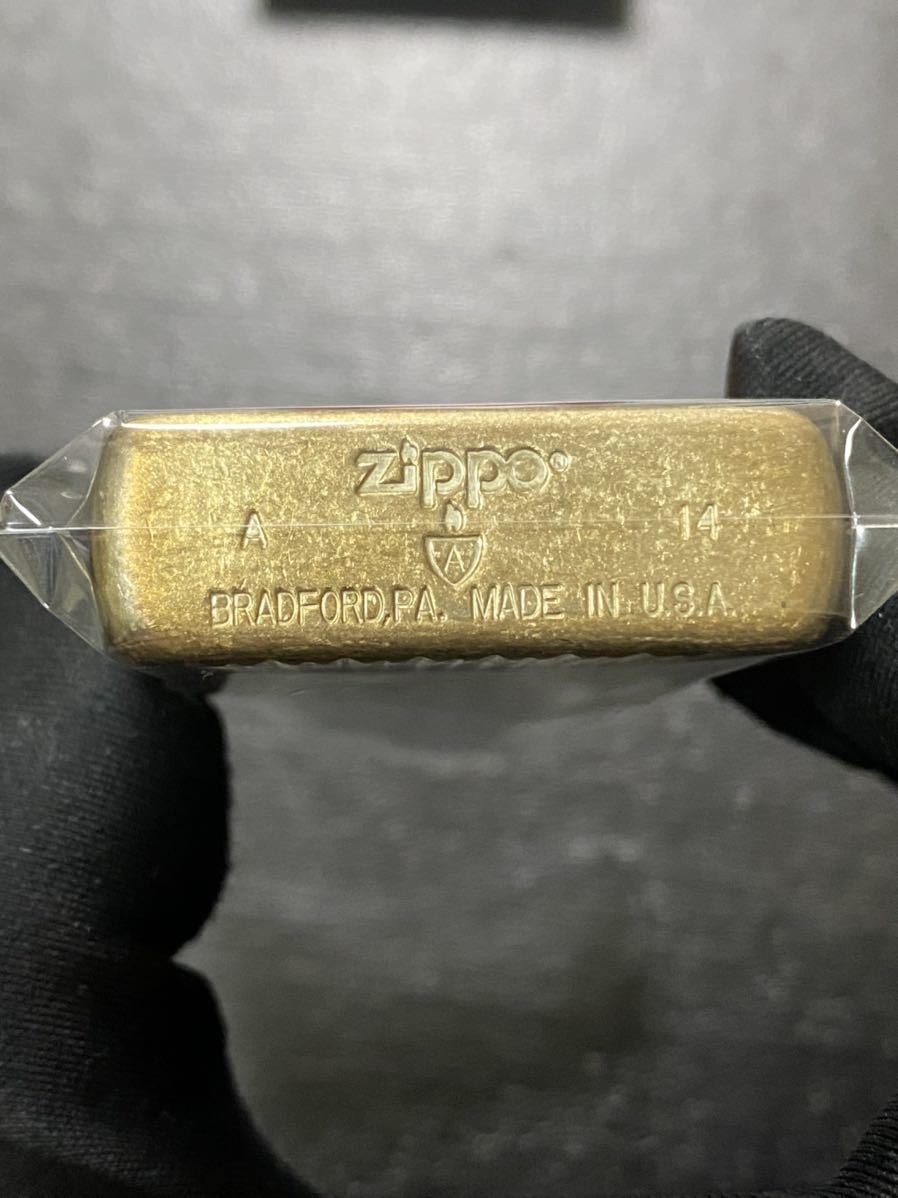 zippo®
A 14
A
BRADFORD,PA. MADE IN U.S.A.